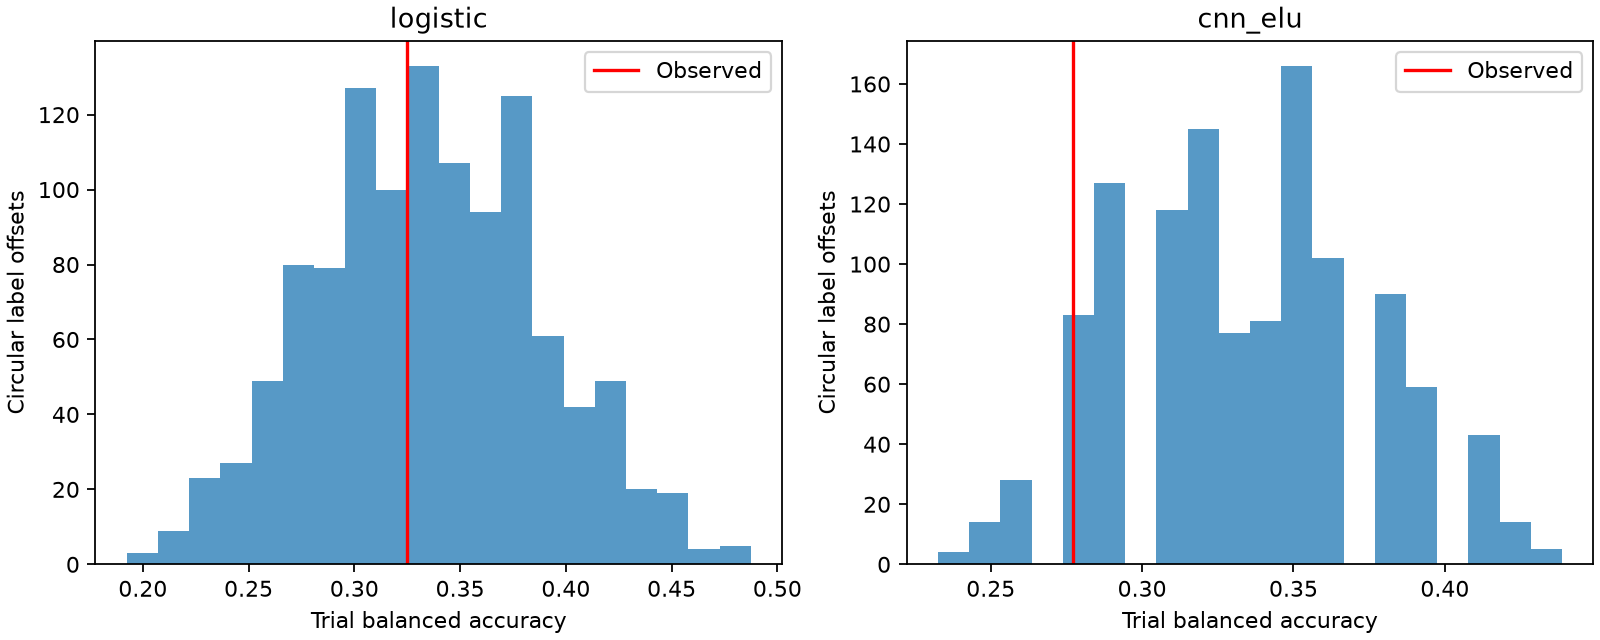 logistic
Observed
120
100
80
60
40
20
0
Circular label offsets
0.20 0.25 0.30 0.35 0.40 0.45 0.50
Trial balanced accuracy
cnn_elu
Observed
160
140
120
100
80
60
40
20
0
Circular label offsets
0.25 0.30 0.35 0.40
Trial balanced accuracy